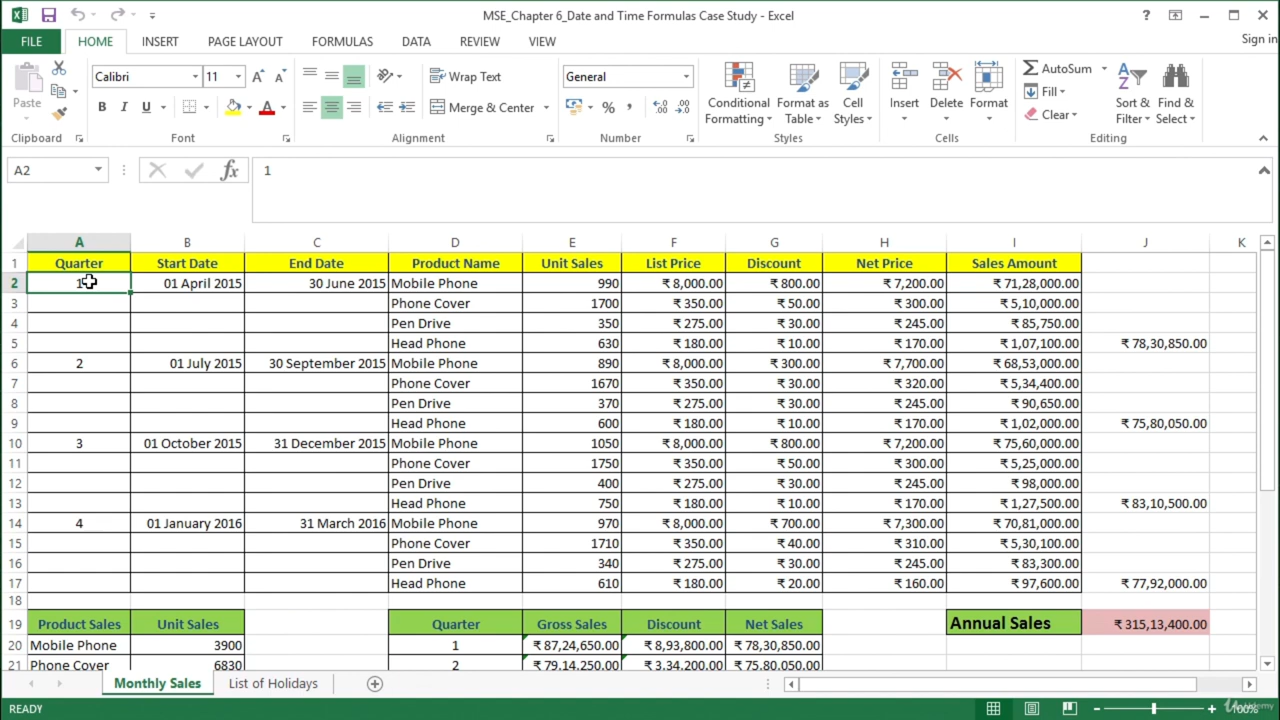 MSE_Chapter 6_Date and Time Formulas Case Study - Excel
?
FILE HOME INSERT PAGE LAYOUT FORMULAS DATA REVIEW VIEW Sign in
Calibri 11 Wrap Text General AutoSum
Paste Fill
B I U Merge & Center % Conditional Formatting Format as Table Cell Styles Insert Delete Format Clear Sort & Filter Find & Select
Clipboard Font Alignment Number Styles Cells Editing
A2 fx 1
A B C D E F G H I J K
1 Quarter Start Date End Date Product Name Unit Sales List Price Discount Net Price Sales Amount
2 1 01 April 2015 30 June 2015 Mobile Phone 990 ₹ 8,000.00 ₹ 800.00 ₹ 7,200.00 ₹ 71,28,000.00
3 Phone Cover 1700 ₹ 350.00 ₹ 50.00 ₹ 300.00 ₹ 5,10,000.00
4 Pen Drive 350 ₹ 275.00 ₹ 30.00 ₹ 245.00 ₹ 85,750.00
5 Head Phone 630 ₹ 180.00 ₹ 10.00 ₹ 170.00 ₹ 1,07,100.00 ₹ 78,30,850.00
6 2 01 July 2015 30 September 2015 Mobile Phone 890 ₹ 8,000.00 ₹ 300.00 ₹ 7,700.00 ₹ 68,53,000.00
7 Phone Cover 1670 ₹ 350.00 ₹ 30.00 ₹ 320.00 ₹ 5,34,400.00
8 Pen Drive 370 ₹ 275.00 ₹ 30.00 ₹ 245.00 ₹ 90,650.00
9 Head Phone 600 ₹ 180.00 ₹ 10.00 ₹ 170.00 ₹ 1,02,000.00 ₹ 75,80,050.00
10 3 01 October 2015 31 December 2015 Mobile Phone 1050 ₹ 8,000.00 ₹ 800.00 ₹ 7,200.00 ₹ 75,60,000.00
11 Phone Cover 1750 ₹ 350.00 ₹ 50.00 ₹ 300.00 ₹ 5,25,000.00
12 Pen Drive 400 ₹ 275.00 ₹ 30.00 ₹ 245.00 ₹ 98,000.00
13 Head Phone 750 ₹ 180.00 ₹ 10.00 ₹ 170.00 ₹ 1,27,500.00 ₹ 83,10,500.00
14 4 01 January 2016 31 March 2016 Mobile Phone 970 ₹ 8,000.00 ₹ 700.00 ₹ 7,300.00 ₹ 70,81,000.00
15 Phone Cover 1710 ₹ 350.00 ₹ 40.00 ₹ 310.00 ₹ 5,30,100.00
16 Pen Drive 340 ₹ 275.00 ₹ 30.00 ₹ 245.00 ₹ 83,300.00
17 Head Phone 610 ₹ 180.00 ₹ 20.00 ₹ 160.00 ₹ 97,600.00 ₹ 77,92,000.00
18
19 Product Sales Unit Sales Quarter Gross Sales Discount Net Sales Annual Sales ₹ 315,13,400.00
20 Mobile Phone 3900 1 ₹ 87,24,650.00 ₹ 8,93,800.00 ₹ 78,30,850.00
21 Phone Cover 6830 2 ₹ 79,14,250.00 ₹ 3,34,200.00 ₹ 75,80,050.00
Monthly Sales List of Holidays
READY 100%
Udemy